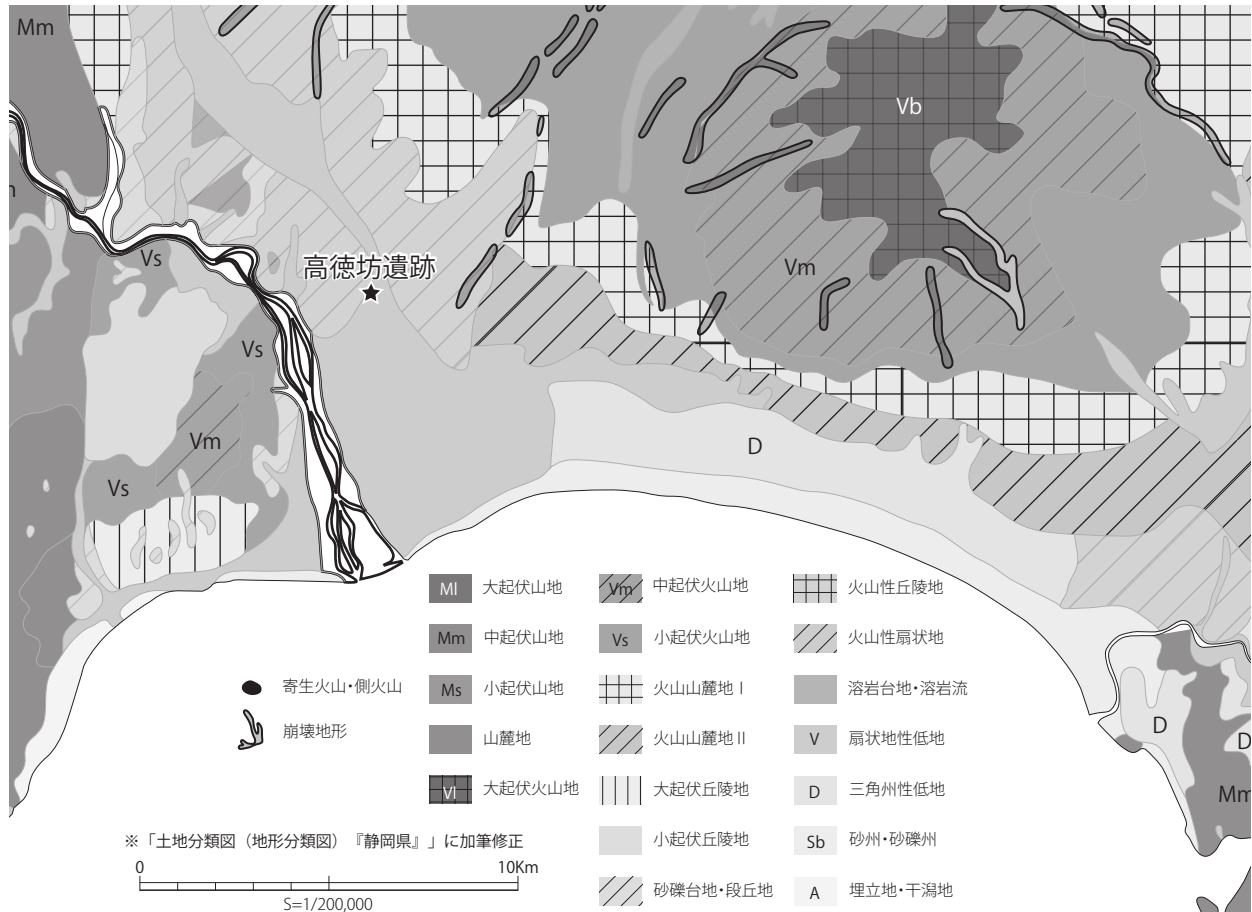 Mm
Vb
Vs
高徳坊遺跡
Vm
Vs
Vm
D
Vs
D
D
Mm
Ml 大起伏山地
Mm 中起伏山地
Ms 小起伏山地
山麓地
Vl 大起伏火山地
Vm 中起伏火山地
Vs 小起伏火山地
火山山麓地Ⅰ
火山山麓地Ⅱ
大起伏丘陵地
小起伏丘陵地
砂礫台地・段丘地
火山性丘陵地
火山性扇状地
溶岩台地・溶岩流
V 扇状地性低地
D 三角州性低地
Sb 砂州・砂礫州
A 埋立地・干潟地
寄生火山・側火山
崩壊地形
※「土地分類図（地形分類図）『静岡県』」に加筆修正
0 10Km
S=1/200,000